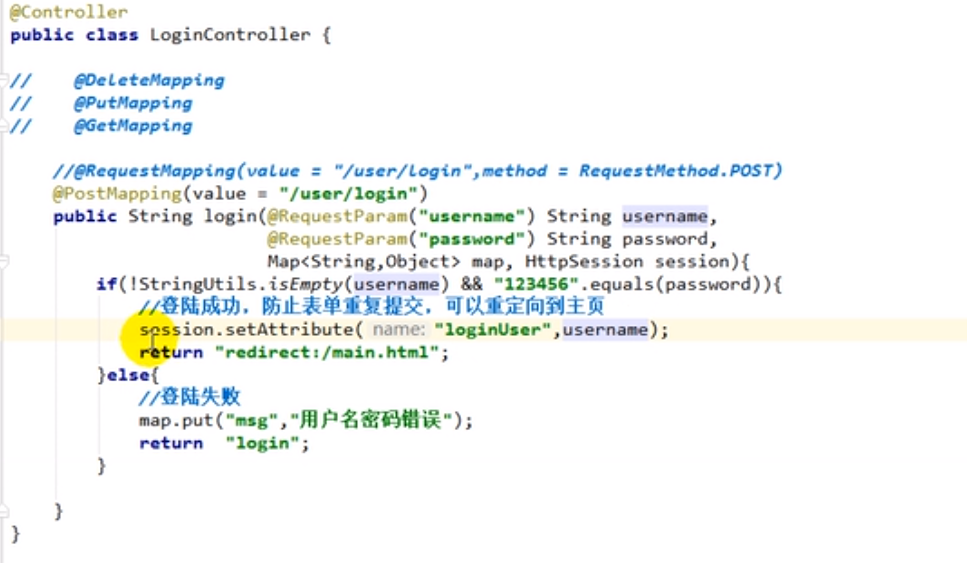 @Controller
public class LoginController {
//    @DeleteMapping
//    @PutMapping
//    @GetMapping
//@RequestMapping(value = "/user/login",method = RequestMethod.POST)
@PostMapping(value = "/user/login")
public String login(@RequestParam("username") String username,
@RequestParam("password") String password,
Map<String,Object> map, HttpSession session){
if(!StringUtils.isEmpty(username) && "123456".equals(password)){
//登陆成功，防止表单重复提交，可以重定向到主页
session.setAttribute( name: "loginUser",username);
return "redirect:/main.html";
}else{
//登陆失败
map.put("msg","用户名密码错误");
return  "login";
}
}
}